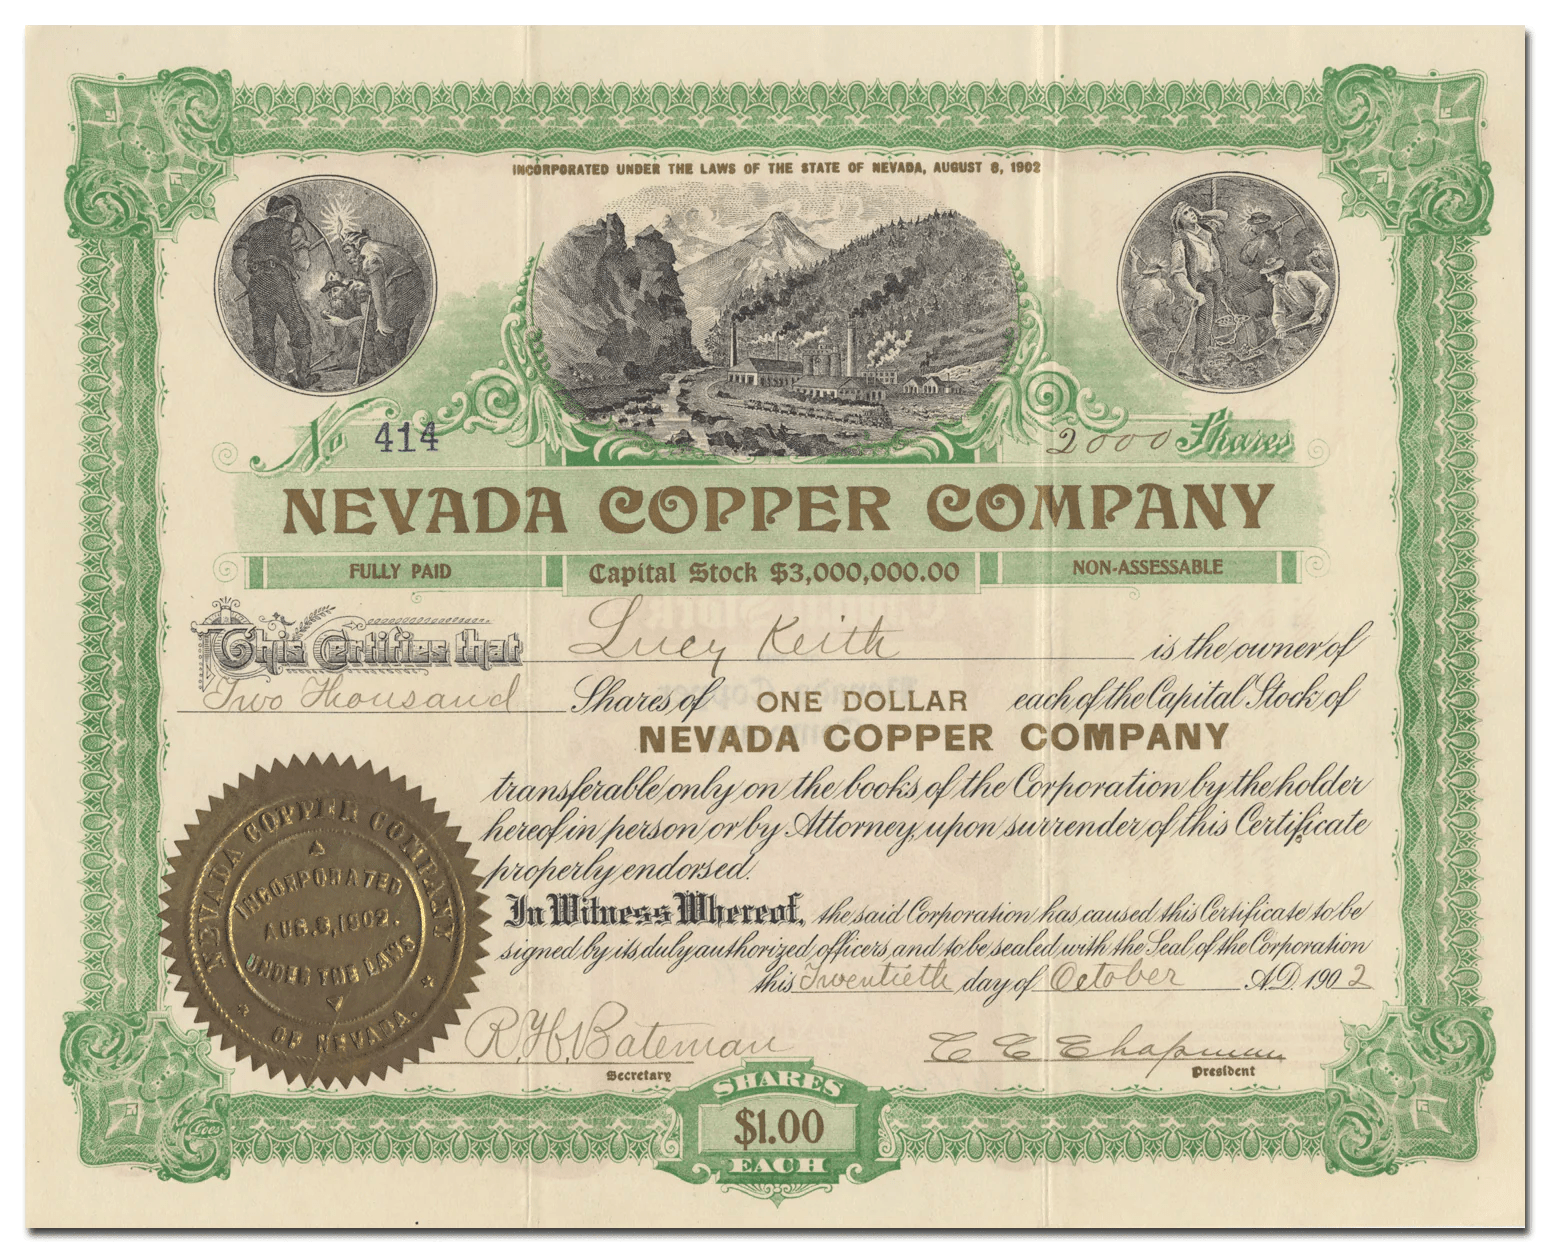 INCORPORATED UNDER THE LAWS OF THE STATE OF NEVADA, AUGUST 8, 1902
No 414
2000 Shares
NEVADA COPPER COMPANY
FULLY PAID
Capital Stock $3,000,000.00
NON-ASSESSABLE
This Certifies that Lucy Keith is the owner of
Two Thousand Shares of ONE DOLLAR each of the Capital Stock of
NEVADA COPPER COMPANY
transferable only on the books of the Corporation by the holder
hereof in person or by Attorney, upon surrender of this Certificate
properly endorsed.
In Witness Whereof, the said Corporation has caused this Certificate to be
signed by its duly authorized officers and to be sealed with the Seal of the Corporation
this Twentieth day of October A.D. 1902
NEVADA COPPER COMPANY
INCORPORATED
AUG. 8, 1902.
UNDER THE LAWS
OF NEVADA.
R. H. Bateman
Secretary
C C Chapman
President
SHARES
$1.00
EACH